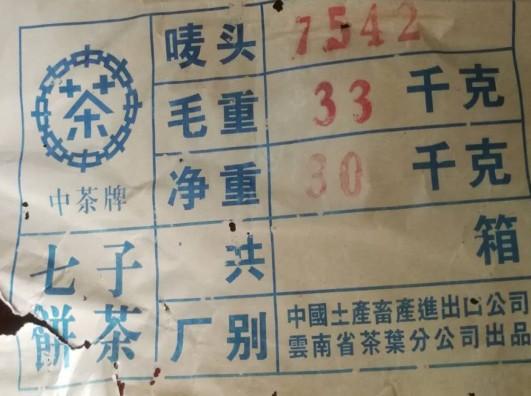 唛头 7542
毛重 33 千克
净重 30 千克
共 箱
厂别 中國土產畜產進出口公司
雲南省茶葉分公司出品
茶
中茶牌
七子
餅茶